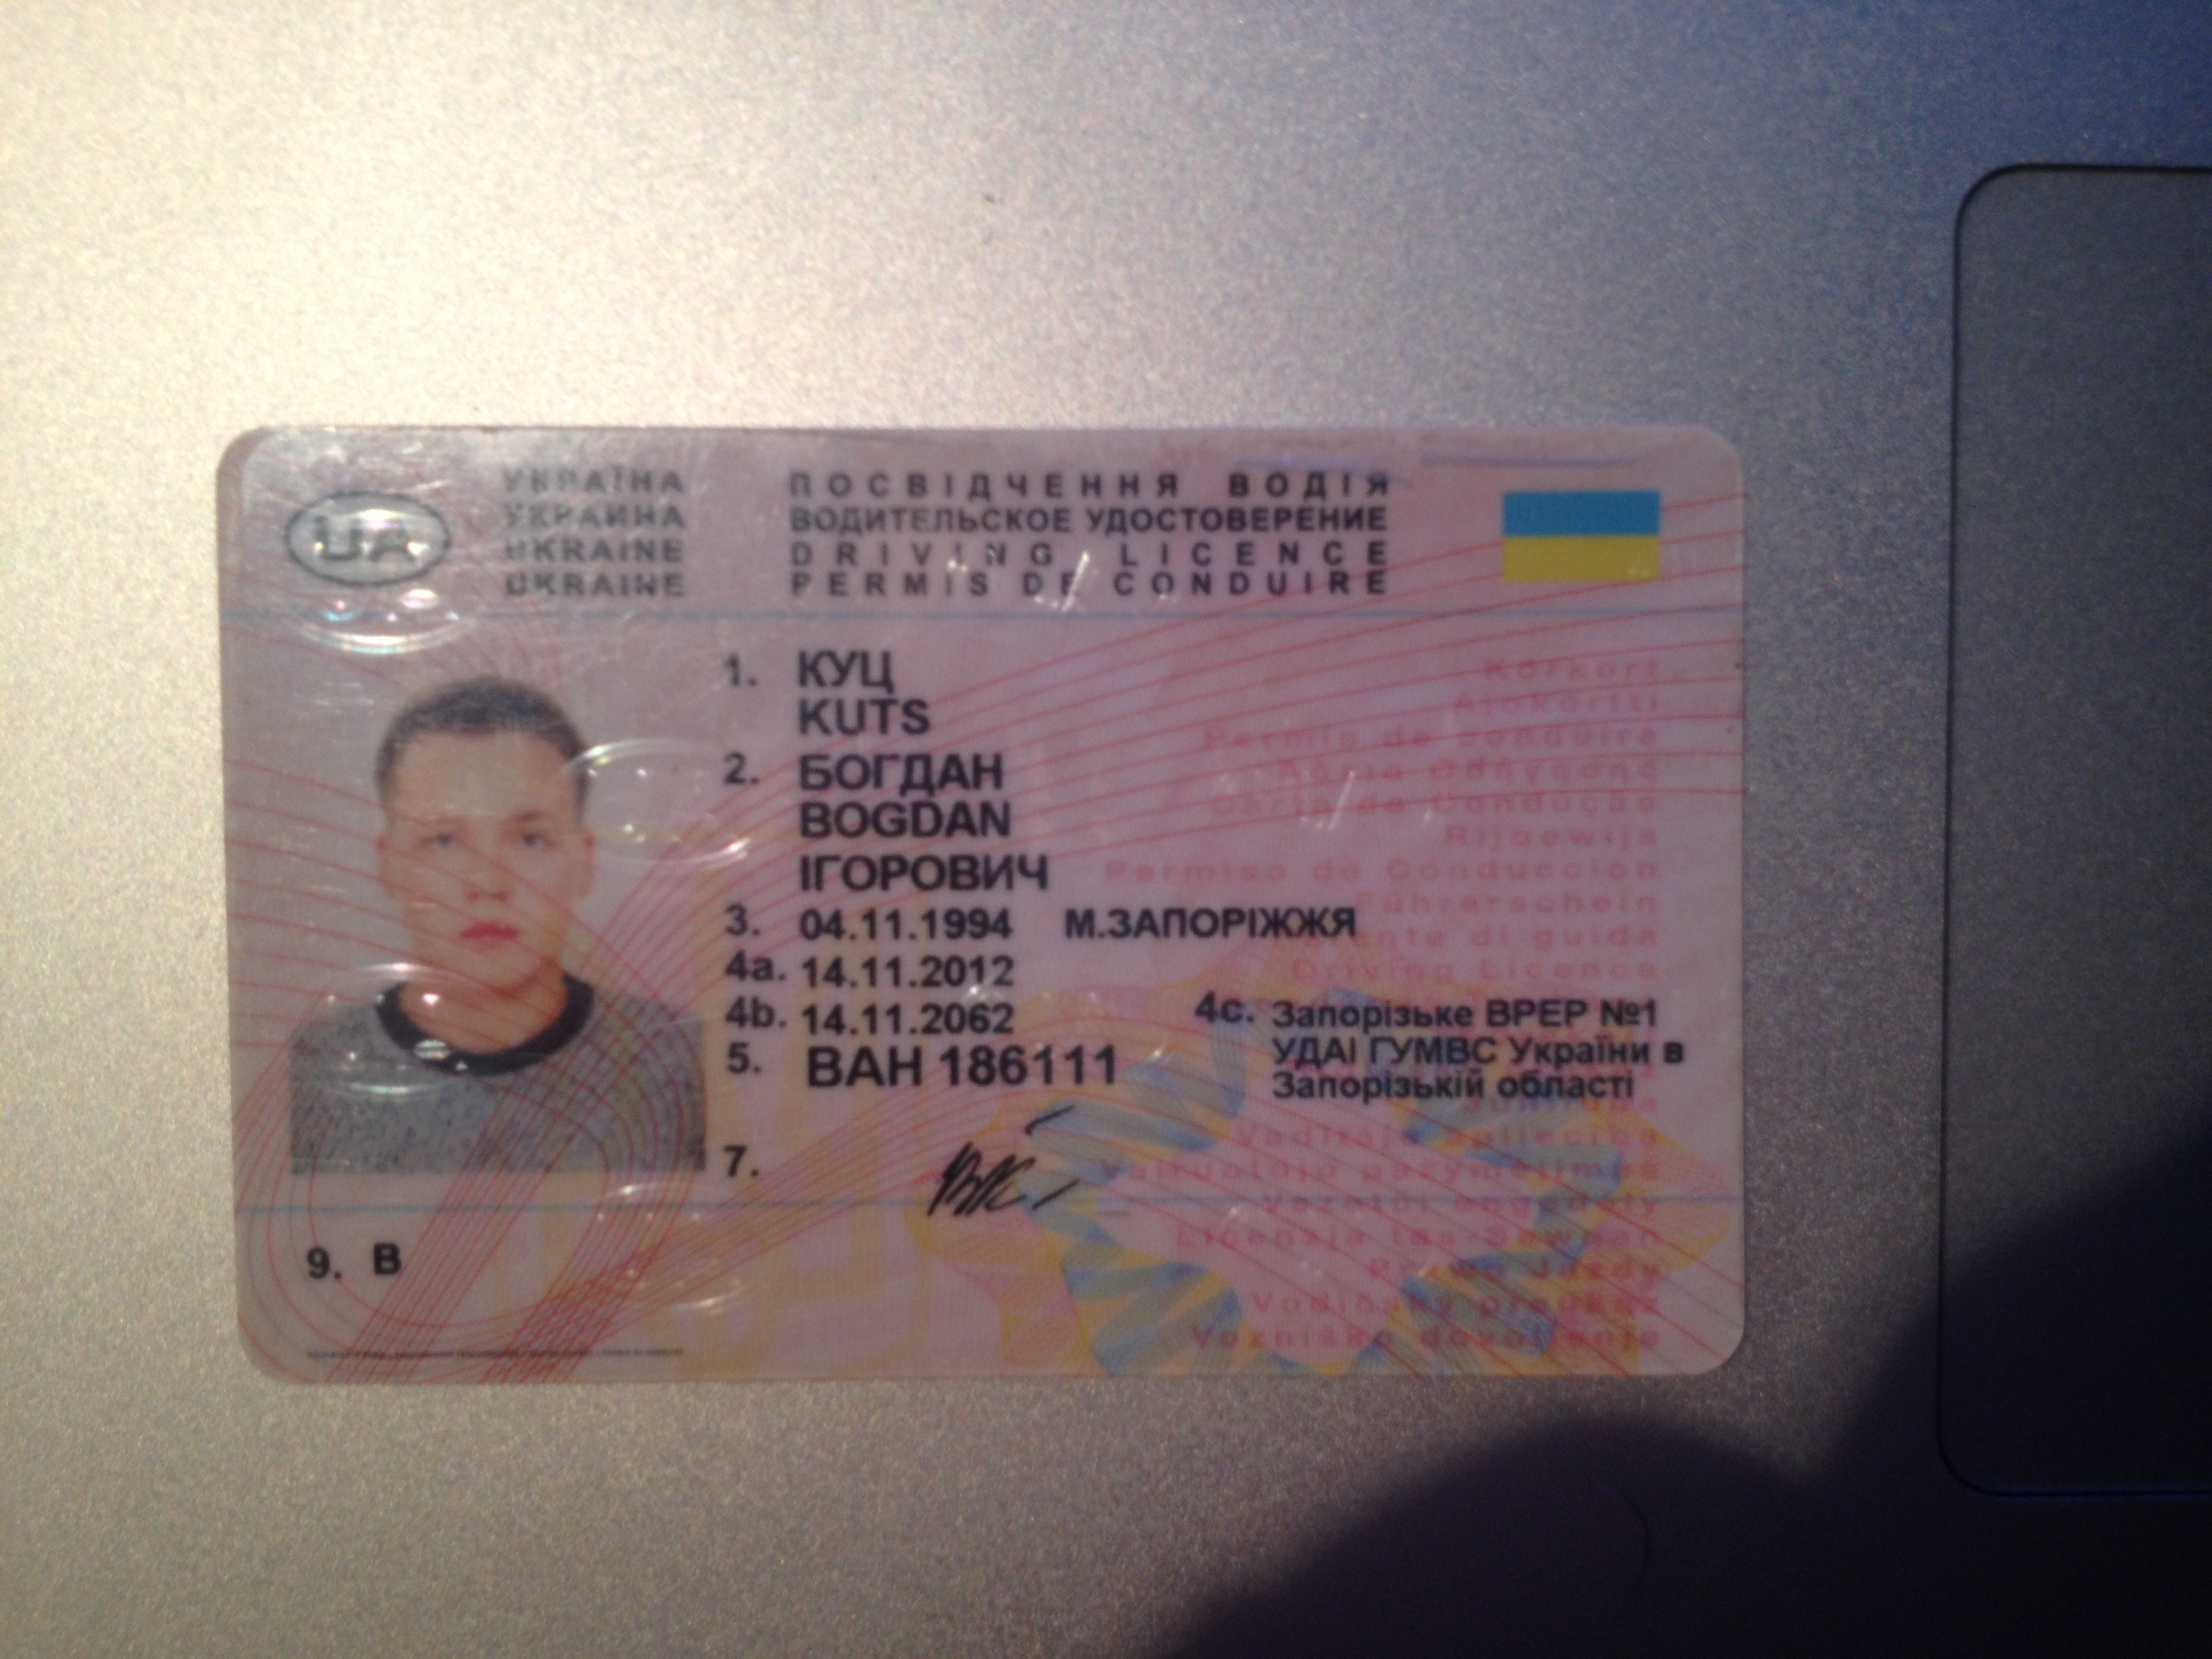 UA
УКРАЇНА ПОСВІДЧЕННЯ ВОДІЯ
УКРАИНА ВОДИТЕЛЬСКОЕ УДОСТОВЕРЕНИЕ
UKRAINE DRIVING LICENCE
UKRAINE PERMIS DE CONDUIRE
1. КУЦ
KUTS
2. БОГДАН
BOGDAN
ІГОРОВИЧ
3. 04.11.1994 М.ЗАПОРІЖЖЯ
4a. 14.11.2012
4b. 14.11.2062
4c. Запорізьке ВРЕР №1
УДАІ ГУМВС України в
Запорізькій області
5. ВАН 186111
7.
9. B